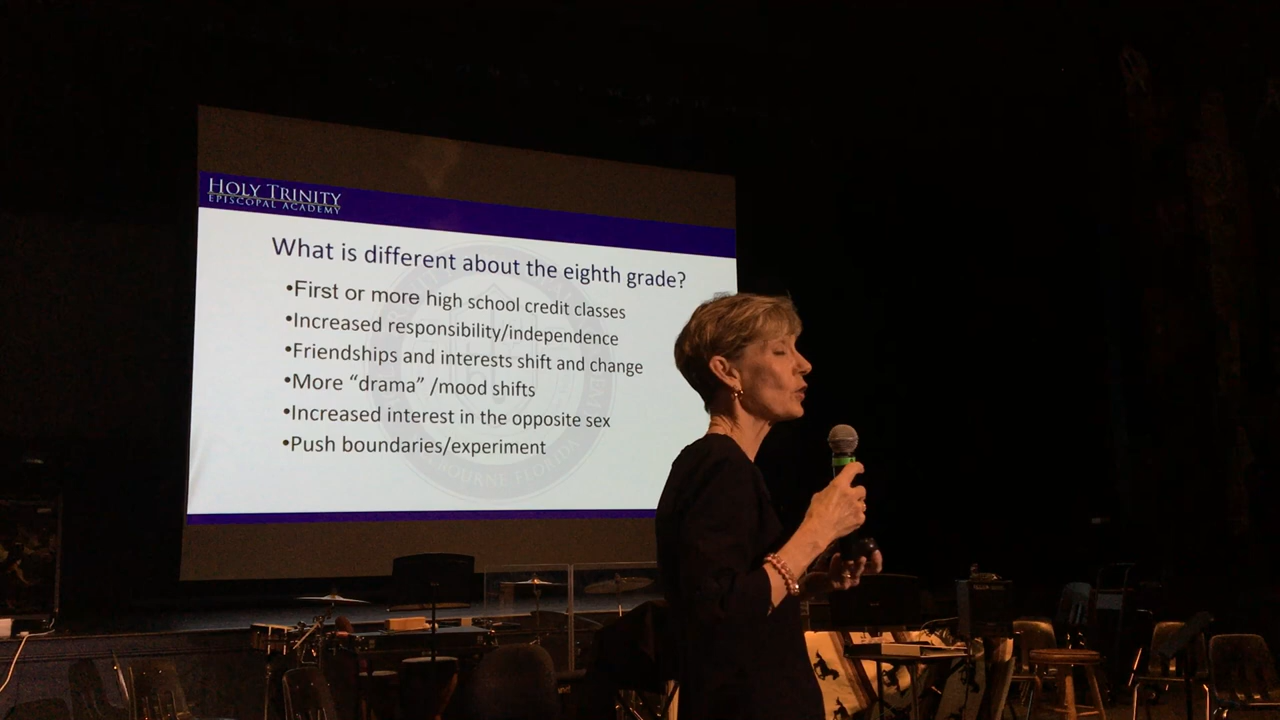 HOLY TRINITY
EPISCOPAL ACADEMY
What is different about the eighth grade?
•First or more high school credit classes
•Increased responsibility/independence
•Friendships and interests shift and change
•More “drama” /mood shifts
•Increased interest in the opposite sex
•Push boundaries/experiment